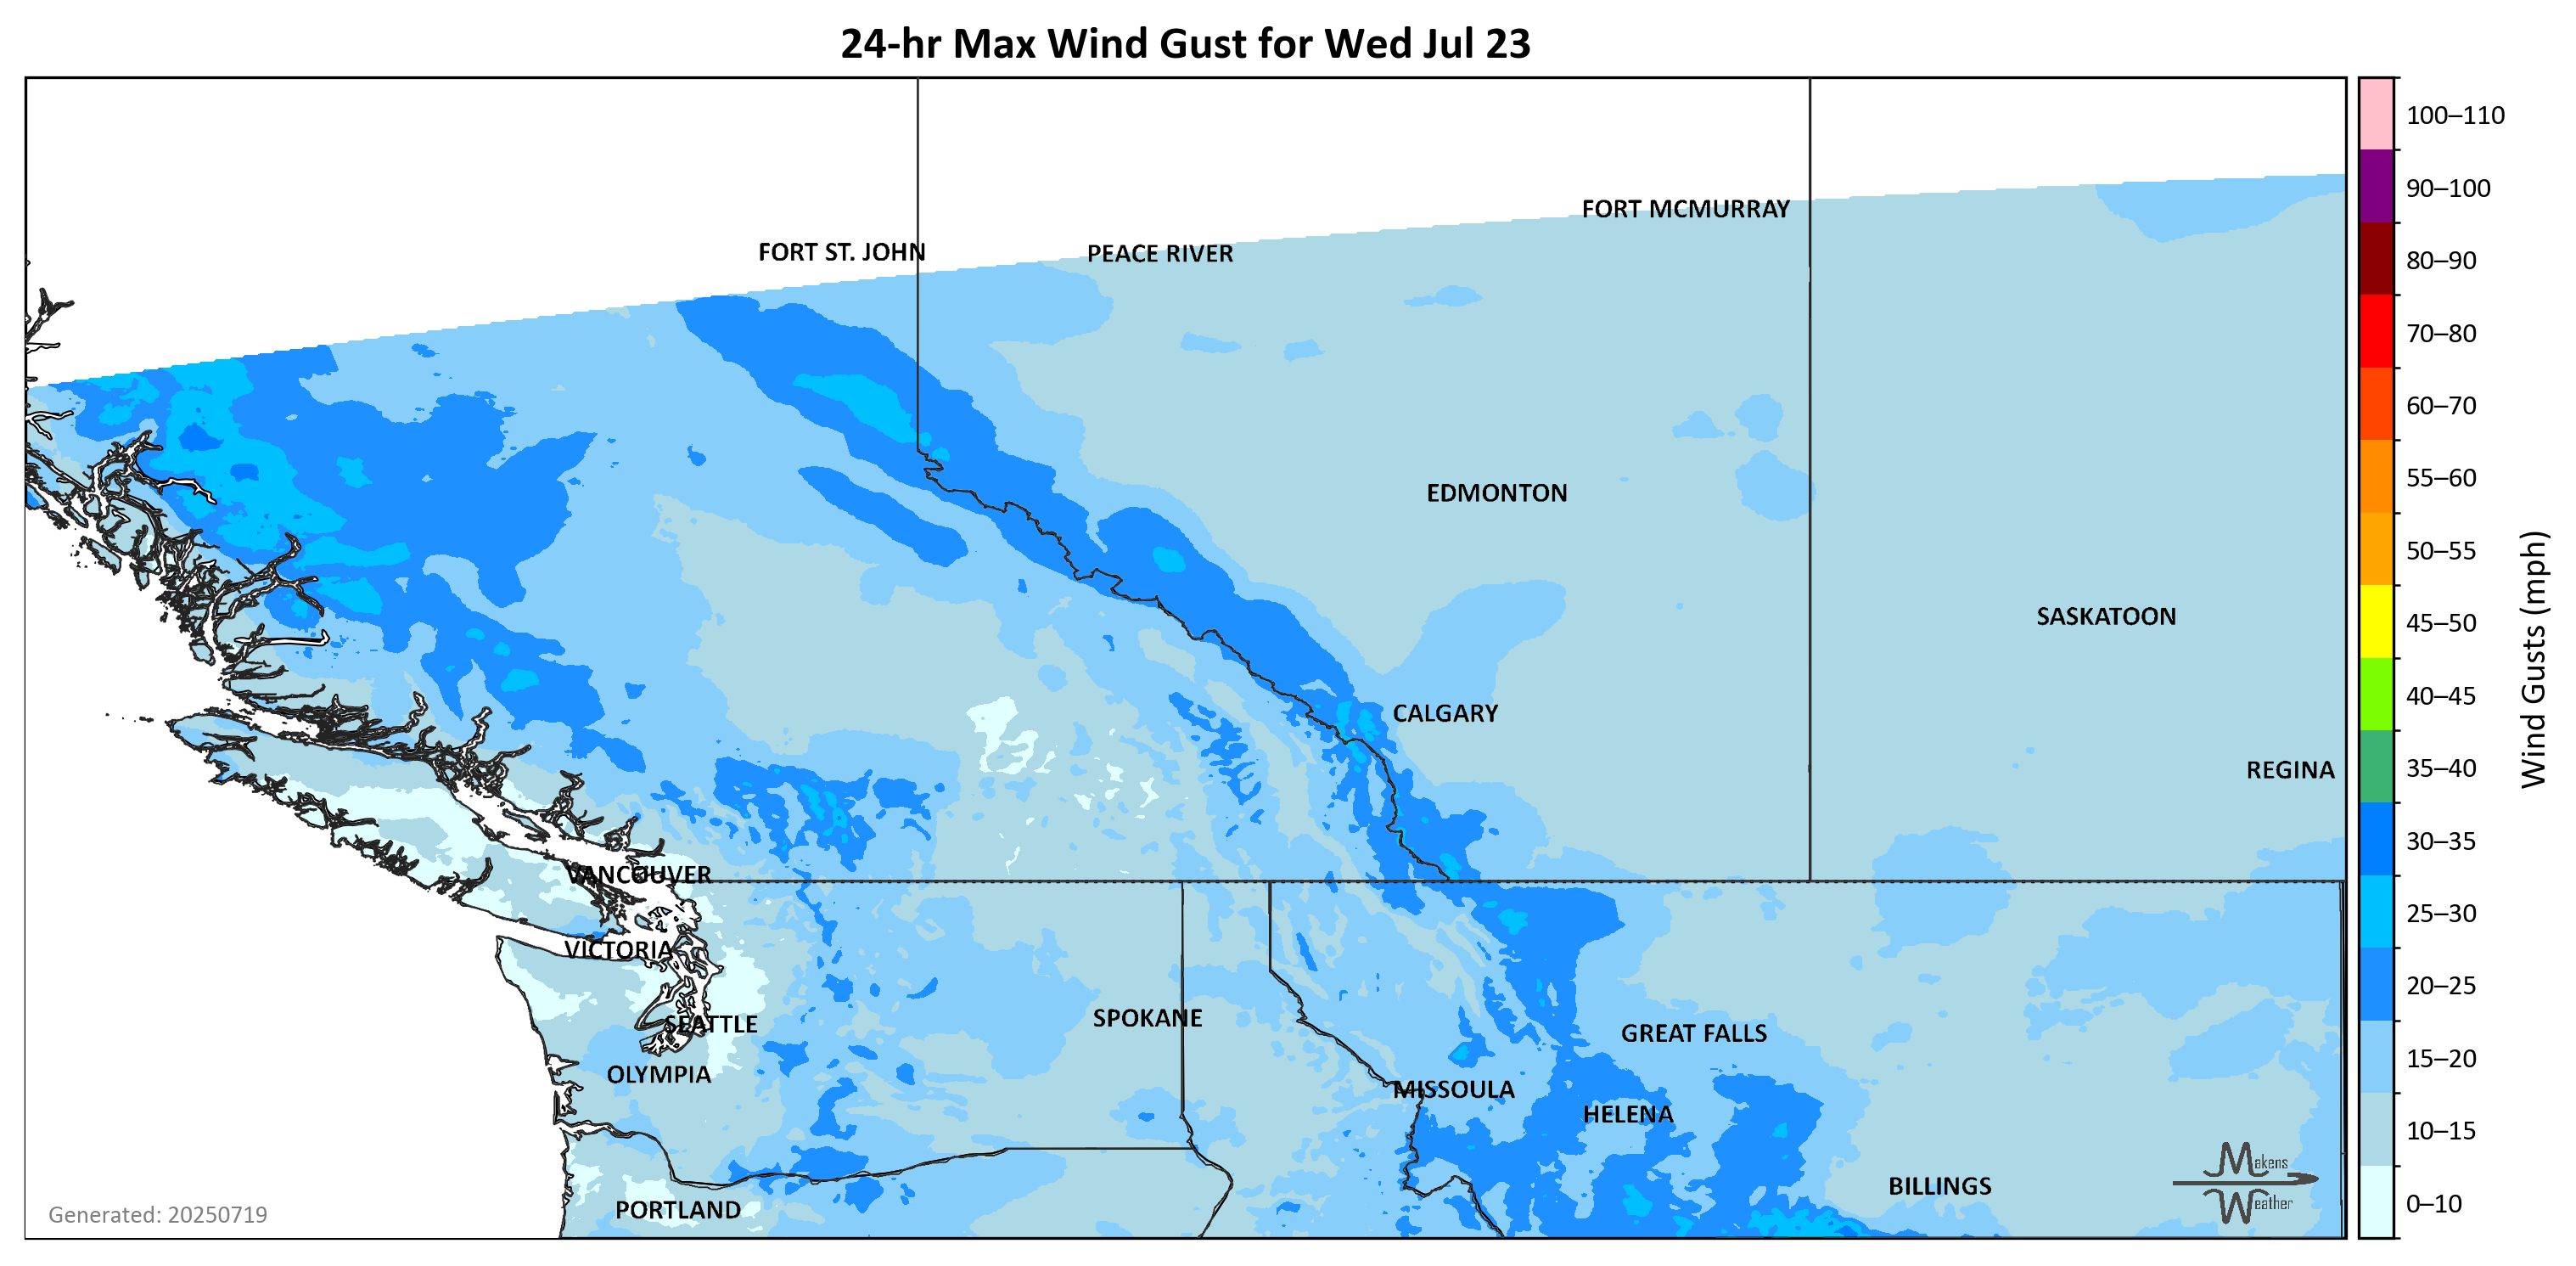 24-hr Max Wind Gust for Wed Jul 23
100–110
90–100
80–90
70–80
60–70
55–60
50–55
45–50
40–45
35–40
30–35
25–30
20–25
15–20
10–15
0–10
Wind Gusts (mph)
FORT MCMURRAY
FORT ST. JOHN
PEACE RIVER
EDMONTON
SASKATOON
CALGARY
REGINA
VANCOUVER
VICTORIA
SPOKANE
SEATTLE
GREAT FALLS
OLYMPIA
MISSOULA
HELENA
BILLINGS
PORTLAND
Makens
Weather
Generated: 20250719